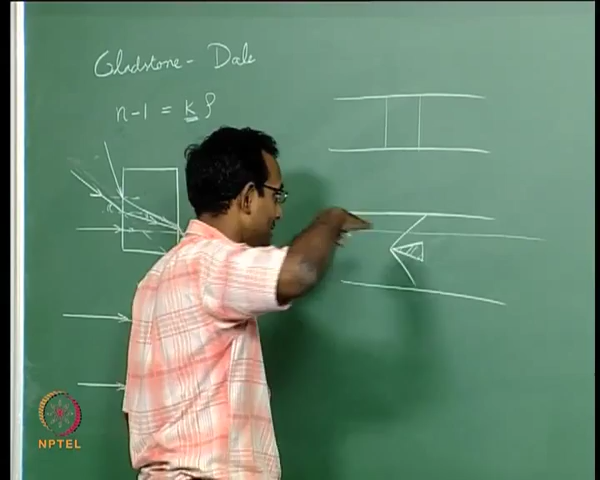 Gladstone - Dale
n-1 = kρ
NPTEL